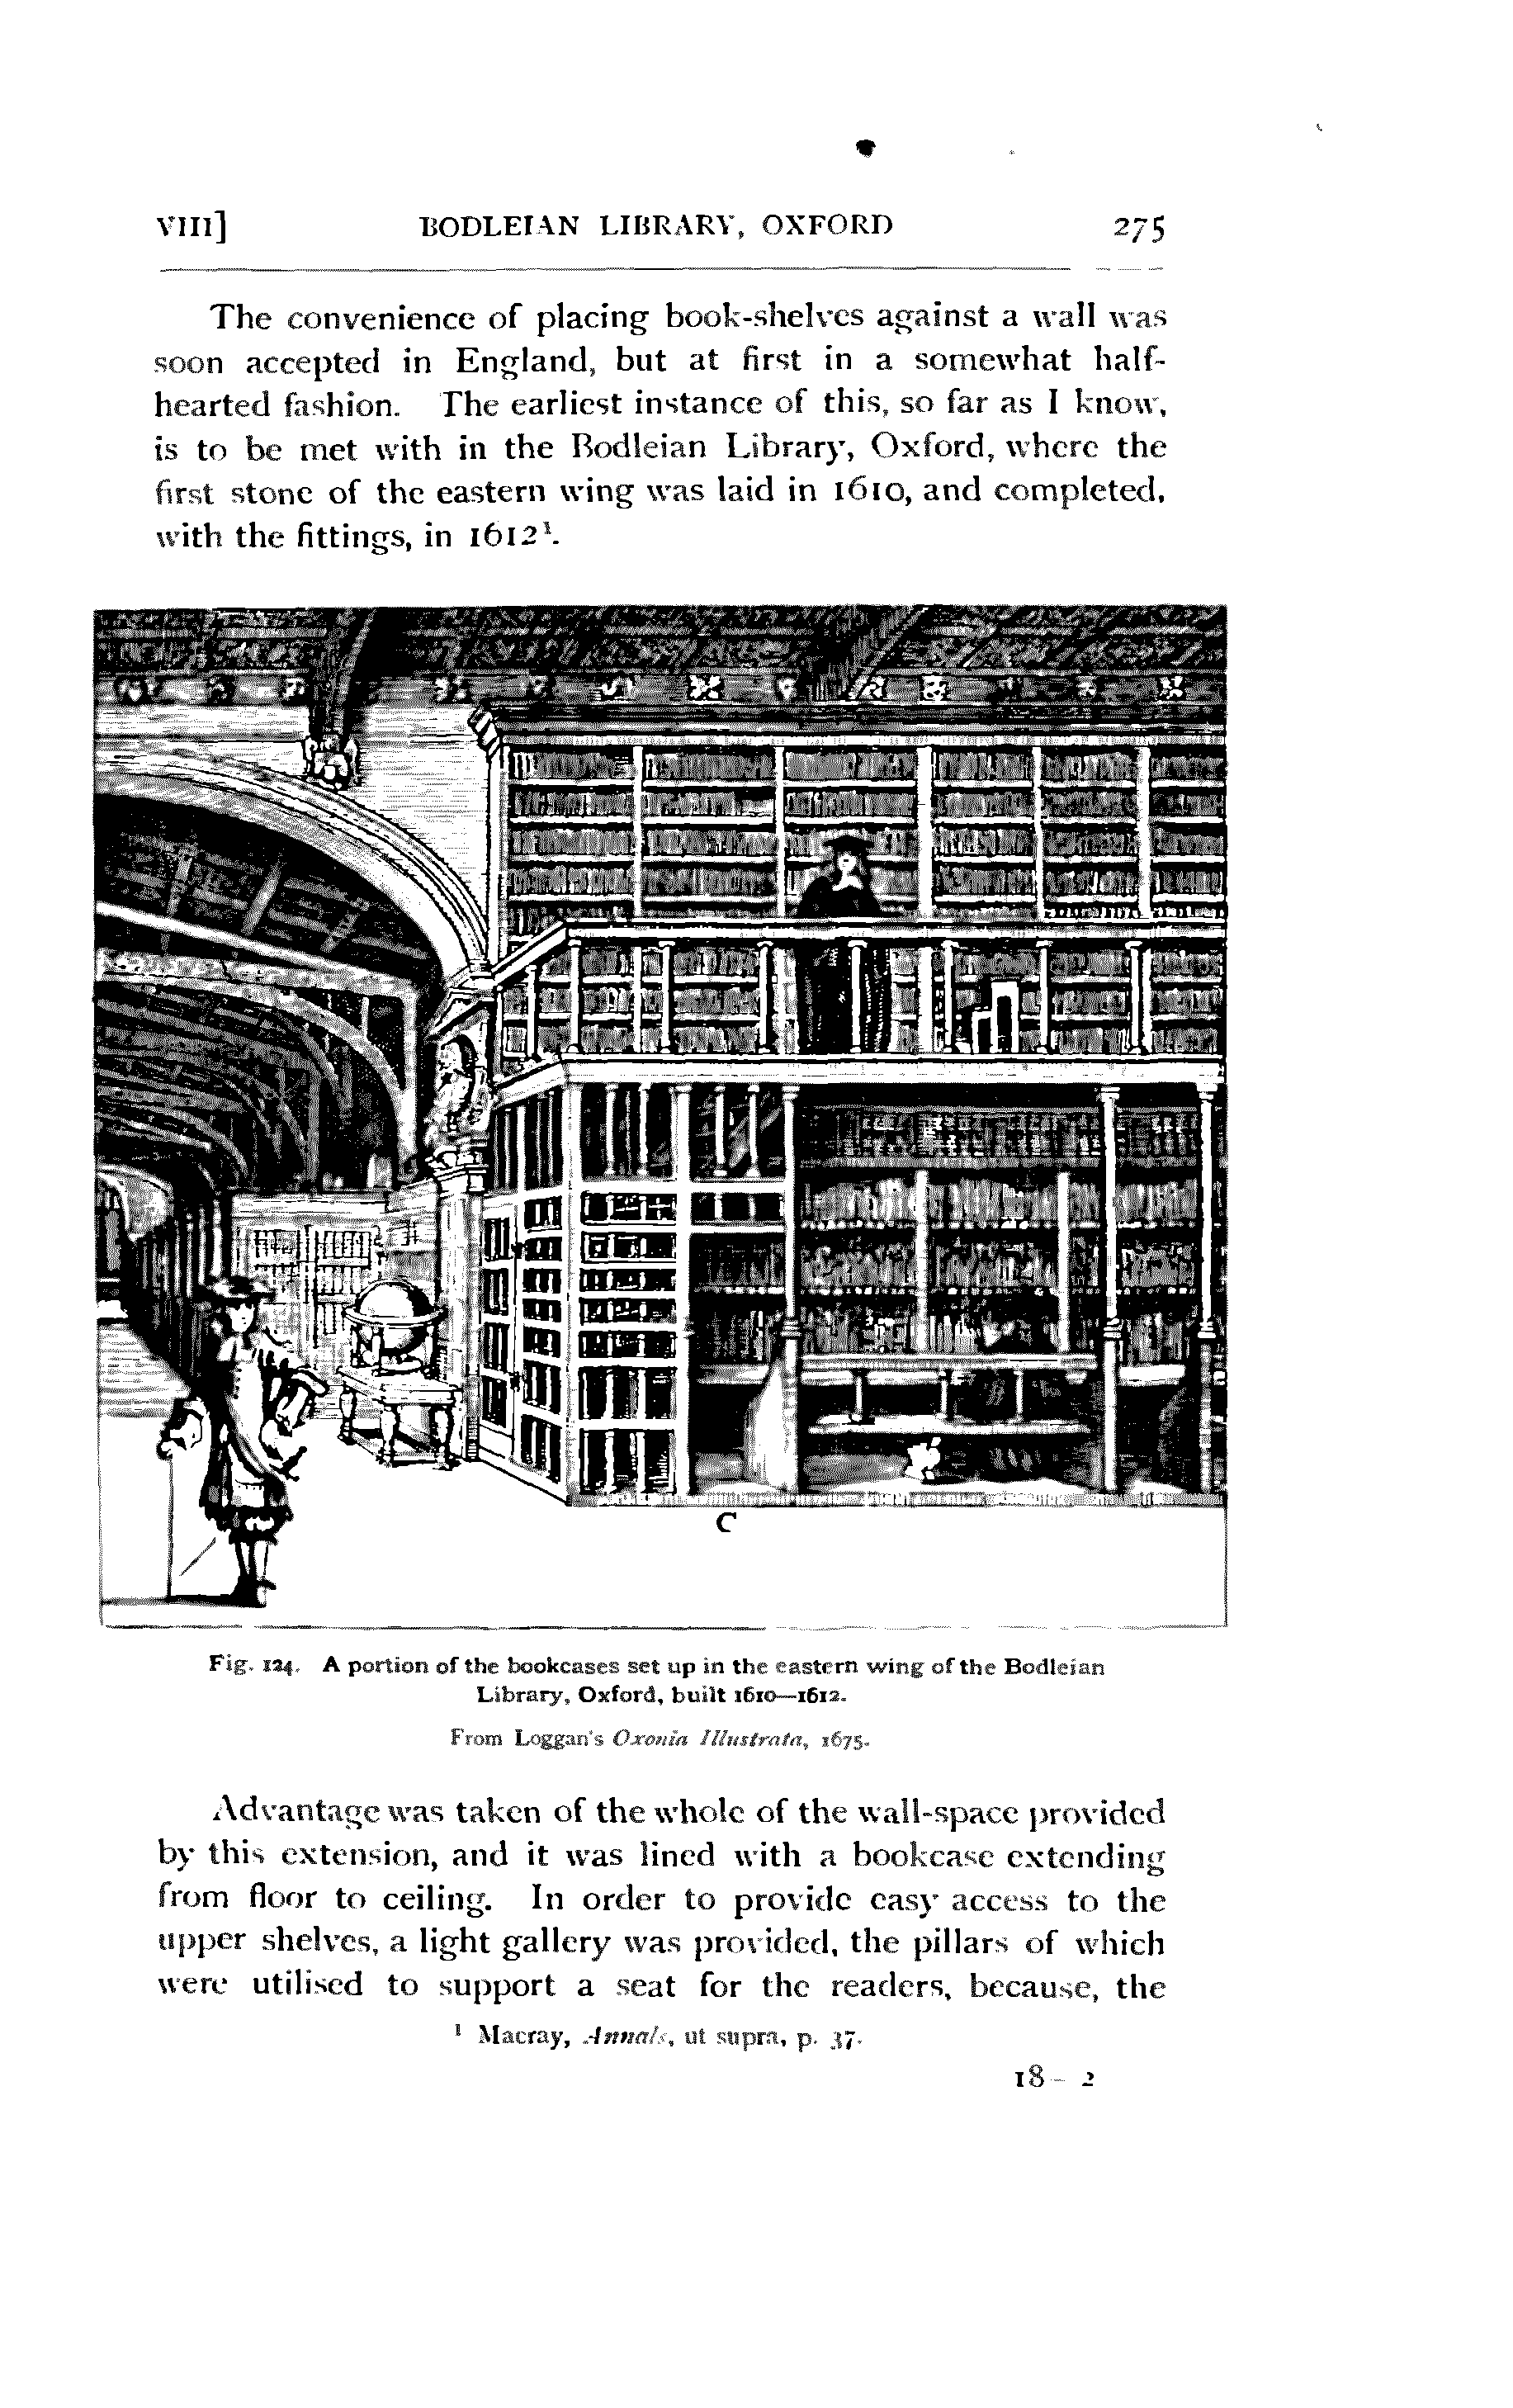 VIII] BODLEIAN LIBRARY, OXFORD 275
The convenience of placing book-shelves against a wall was
soon accepted in England, but at first in a somewhat half-
hearted fashion. The earliest instance of this, so far as I know,
is to be met with in the Bodleian Library, Oxford, where the
first stone of the eastern wing was laid in 1610, and completed,
with the fittings, in 1612¹.
C
Fig. 124. A portion of the bookcases set up in the eastern wing of the Bodleian
Library, Oxford, built 1610—1612.
From Loggan's Oxonia Illustrata, 1675.
Advantage was taken of the whole of the wall-space provided
by this extension, and it was lined with a bookcase extending
from floor to ceiling. In order to provide easy access to the
upper shelves, a light gallery was provided, the pillars of which
were utilised to support a seat for the readers, because, the
¹ Macray, Annals, ut supra, p. 37.
18—2